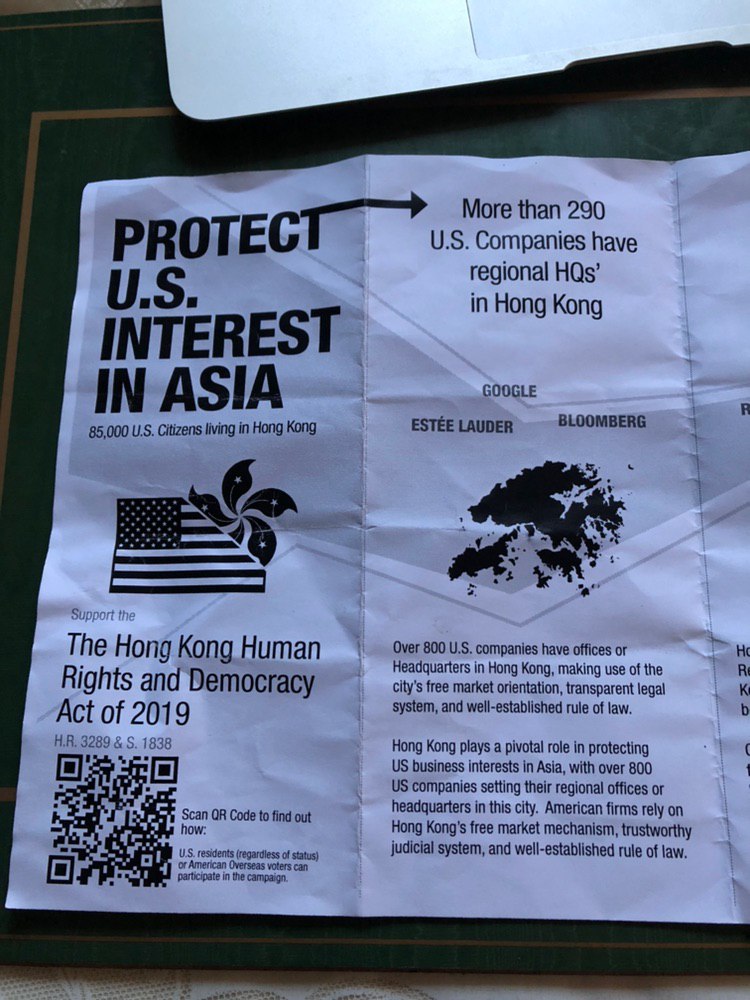 PROTECT
U.S.
INTEREST
IN ASIA
85,000 U.S. Citizens living in Hong Kong
Support the
The Hong Kong Human
Rights and Democracy
Act of 2019
H.R. 3289 & S. 1838
Scan QR Code to find out
how:
U.S. residents (regardless of status)
or American Overseas voters can
participate in the campaign.
More than 290
U.S. Companies have
regional HQs'
in Hong Kong
GOOGLE
ESTÉE LAUDER
BLOOMBERG
Over 800 U.S. companies have offices or
Headquarters in Hong Kong, making use of the
city's free market orientation, transparent legal
system, and well-established rule of law.
Hong Kong plays a pivotal role in protecting
US business interests in Asia, with over 800
US companies setting their regional offices or
headquarters in this city. American firms rely on
Hong Kong's free market mechanism, trustworthy
judicial system, and well-established rule of law.